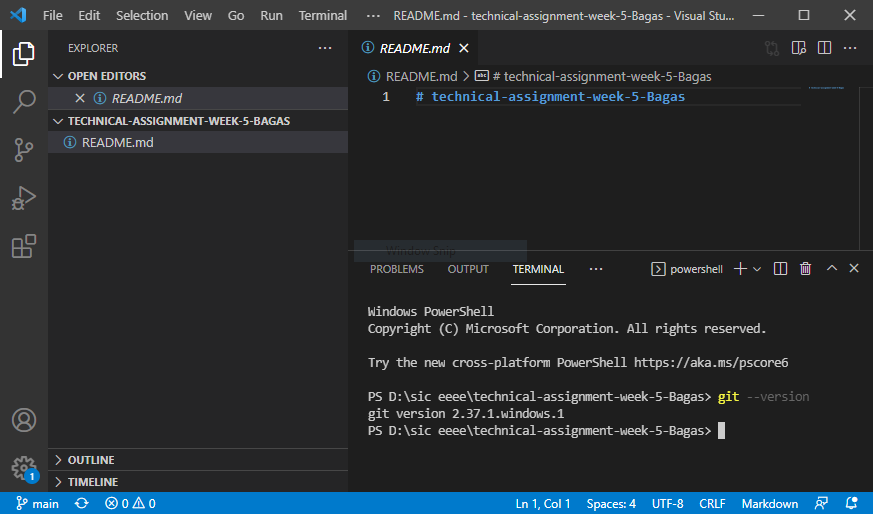 File Edit Selection View Go Run Terminal ··· README.md - technical-assignment-week-5-Bagas - Visual Stu...
EXPLORER ···
OPEN EDITORS
README.md
TECHNICAL-ASSIGNMENT-WEEK-5-BAGAS
README.md
OUTLINE
TIMELINE
README.md
README.md > abc # technical-assignment-week-5-Bagas
1 # technical-assignment-week-5-Bagas
Window Snip
PROBLEMS OUTPUT TERMINAL ··· powershell
Windows PowerShell
Copyright (C) Microsoft Corporation. All rights reserved.
Try the new cross-platform PowerShell https://aka.ms/pscore6
PS D:\sic eeee\technical-assignment-week-5-Bagas> git --version
git version 2.37.1.windows.1
PS D:\sic eeee\technical-assignment-week-5-Bagas>
1
main 0 0 Ln 1, Col 1 Spaces: 4 UTF-8 CRLF Markdown